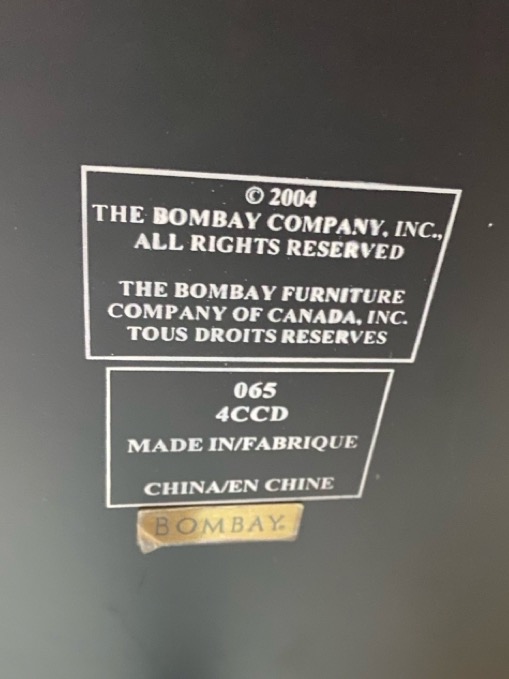 © 2004
THE BOMBAY COMPANY, INC.,
ALL RIGHTS RESERVED
THE BOMBAY FURNITURE
COMPANY OF CANADA, INC.
TOUS DROITS RESERVES
065
4CCD
MADE IN/FABRIQUE
CHINA/EN CHINE
BOMBAY.